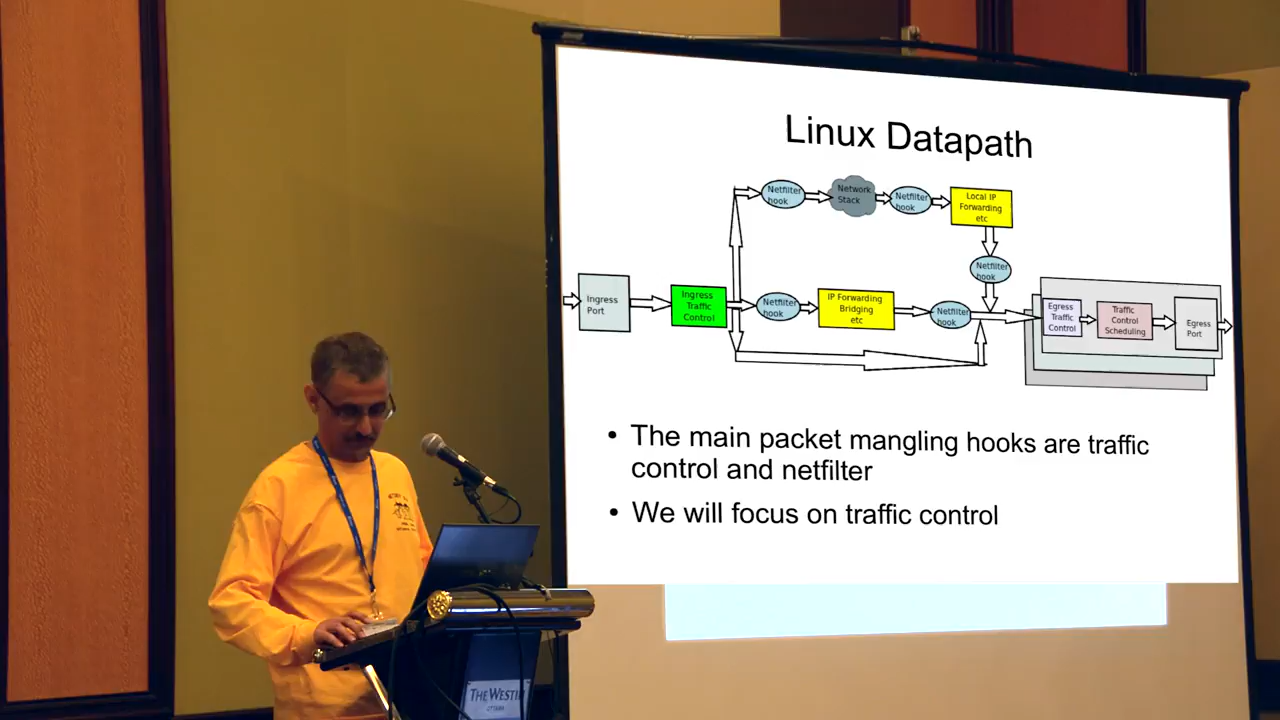 Linux Datapath
Netfilter
hook
Network
Stack
Netfilter
hook
Local IP
Forwarding
etc
Netfilter
hook
Ingress
Port
Ingress
Traffic
Control
Netfilter
hook
IP Forwarding
Bridging
etc
Netfilter
hook
Egress
Traffic
Control
Traffic
Control
Scheduling
Egress
Port
• The main packet mangling hooks are traffic
control and netfilter
• We will focus on traffic control
THE WESTIN
OTTAWA